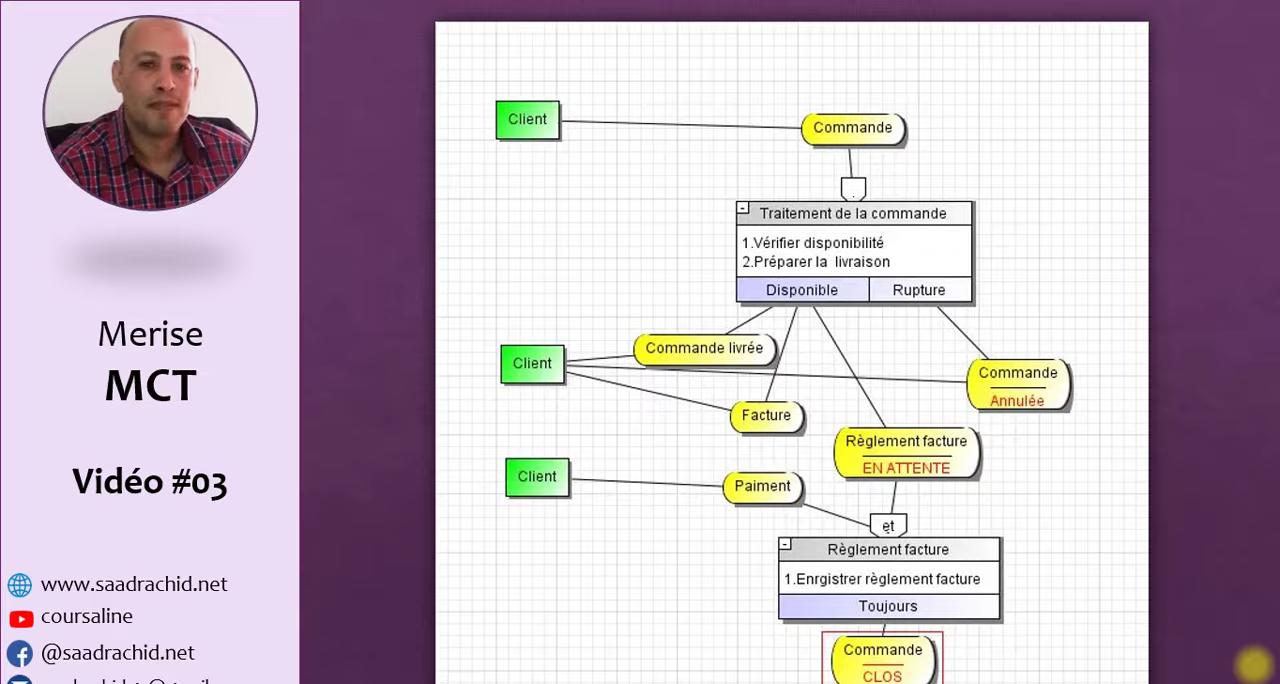 Merise
MCT
Vidéo #03
www.saadrachid.net
coursaline
@saadrachid.net
Client
Commande
Traitement de la commande
1.Vérifier disponibilité
2.Préparer la livraison
Disponible
Rupture
Commande livrée
Client
Commande
Annulée
Facture
Règlement facture
EN ATTENTE
Client
Paiment
et
Règlement facture
1.Enrgistrer règlement facture
Toujours
Commande
CLOS